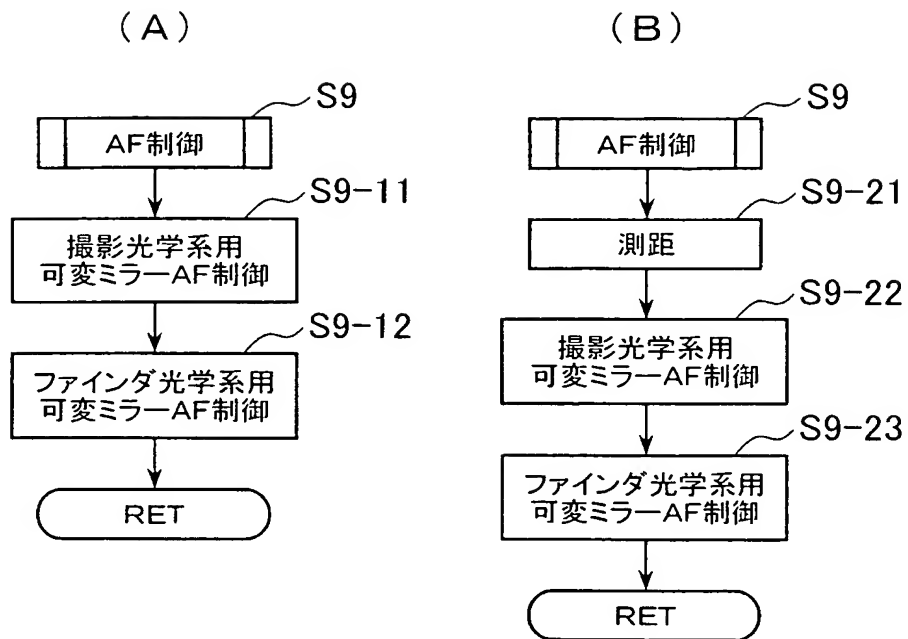 (A)
S9
AF制御
S9-11
撮影光学系用
可変ミラーAF制御
S9-12
ファインダ光学系用
可変ミラーAF制御
RET
(B)
S9
AF制御
S9-21
測距
S9-22
撮影光学系用
可変ミラーAF制御
S9-23
ファインダ光学系用
可変ミラーAF制御
RET